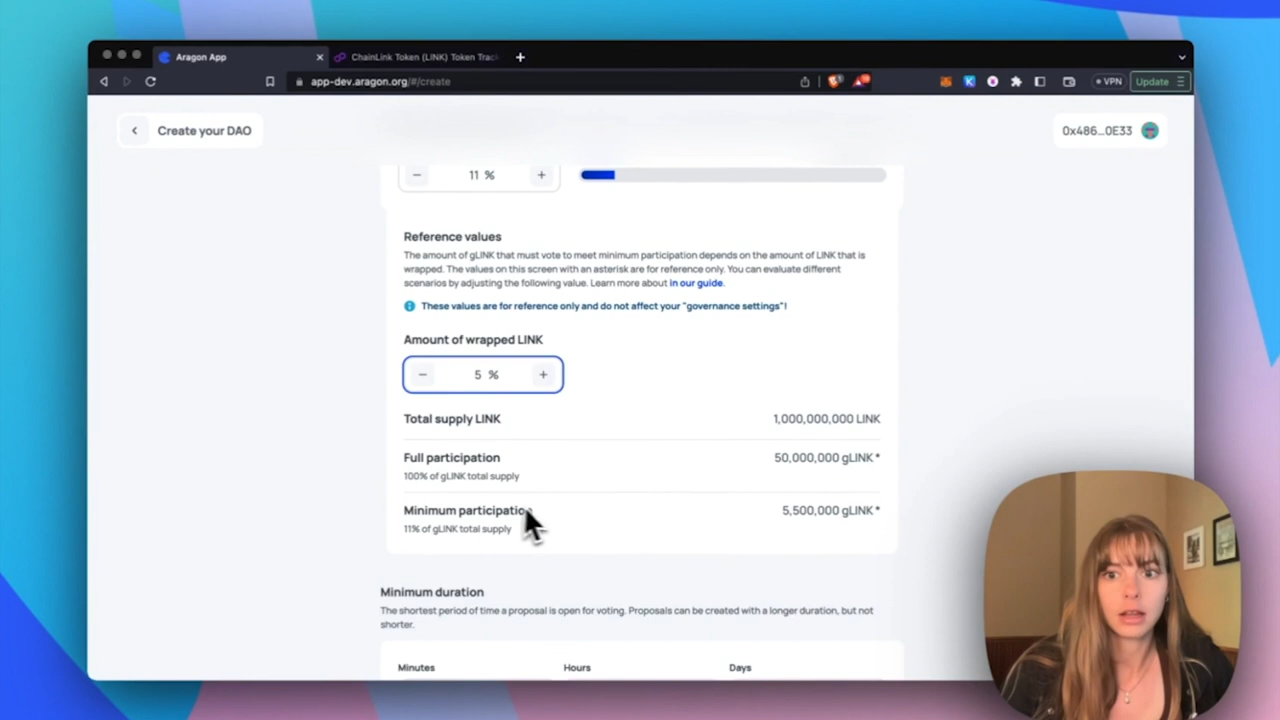 Aragon App
ChainLink Token (LINK) Token Trac
app-dev.aragon.org/#/create
VPN
Update
Create your DAO
0x486...0E33
11 %
Reference values
The amount of gLINK that must vote to meet minimum participation depends on the amount of LINK that is
wrapped. The values on this screen with an asterisk are for reference only. You can evaluate different
scenarios by adjusting the following value. Learn more about in our guide.
These values are for reference only and do not affect your "governance settings"!
Amount of wrapped LINK
5 %
Total supply LINK
1,000,000,000 LINK
Full participation
50,000,000 gLINK *
100% of gLINK total supply
Minimum participation
5,500,000 gLINK *
11% of gLINK total supply
Minimum duration
The shortest period of time a proposal is open for voting. Proposals can be created with a longer duration, but not
shorter.
Minutes
Hours
Days